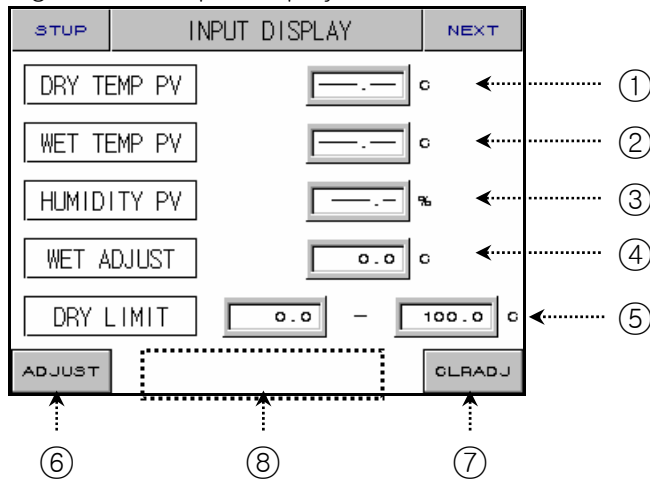 STUP INPUT DISPLAY NEXT
DRY TEMP PV ——.— C ①
WET TEMP PV ——.— C ②
HUMIDITY PV ——.— % ③
WET ADJUST 0.0 C ④
DRY LIMIT 0.0 — 100.0 C ⑤
ADJUST CLRADJ
⑥ ⑧ ⑦